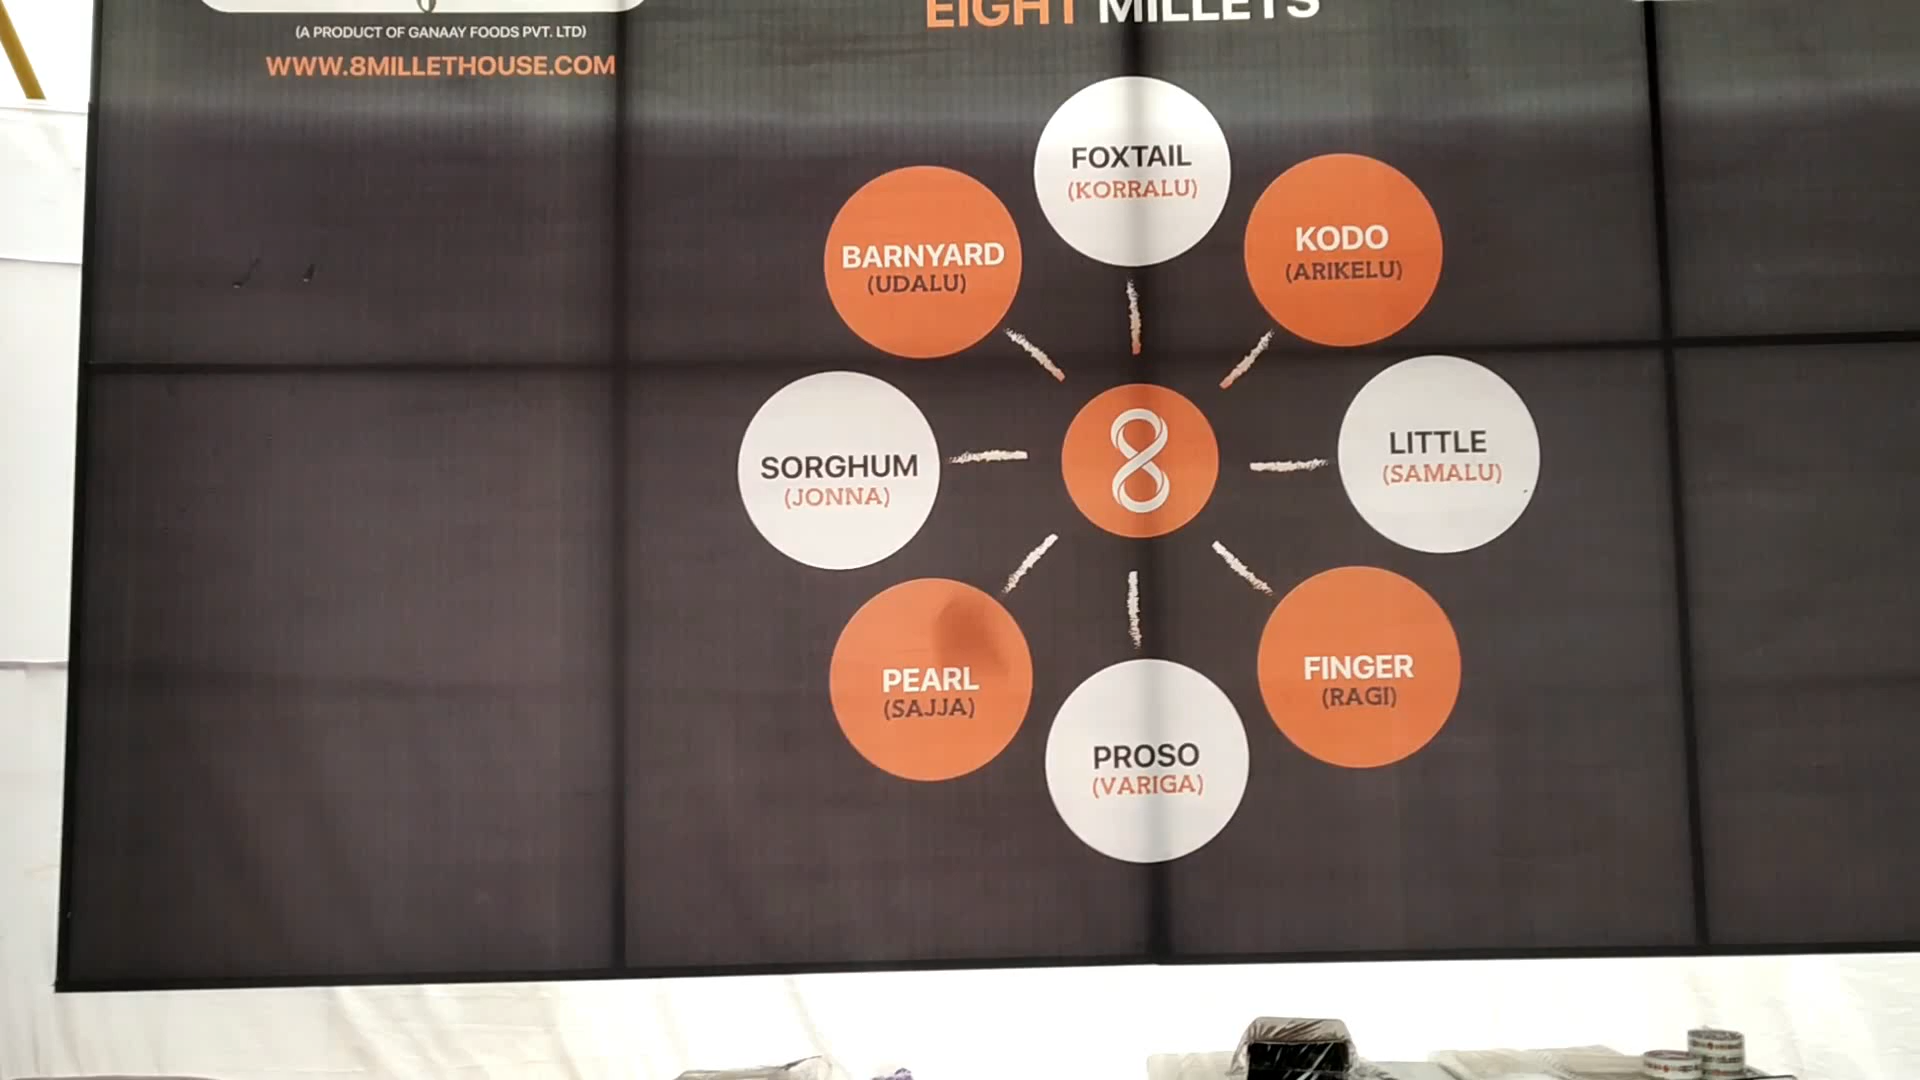 (A PRODUCT OF GANAAY FOODS PVT. LTD)
WWW.8MILLETHOUSE.COM
EIGHT MILLETS
FOXTAIL
(KORRALU)
KODO
(ARIKELU)
BARNYARD
(UDALU)
LITTLE
(SAMALU)
SORGHUM
(JONNA)
8
FINGER
(RAGI)
PEARL
(SAJJA)
PROSO
(VARIGA)